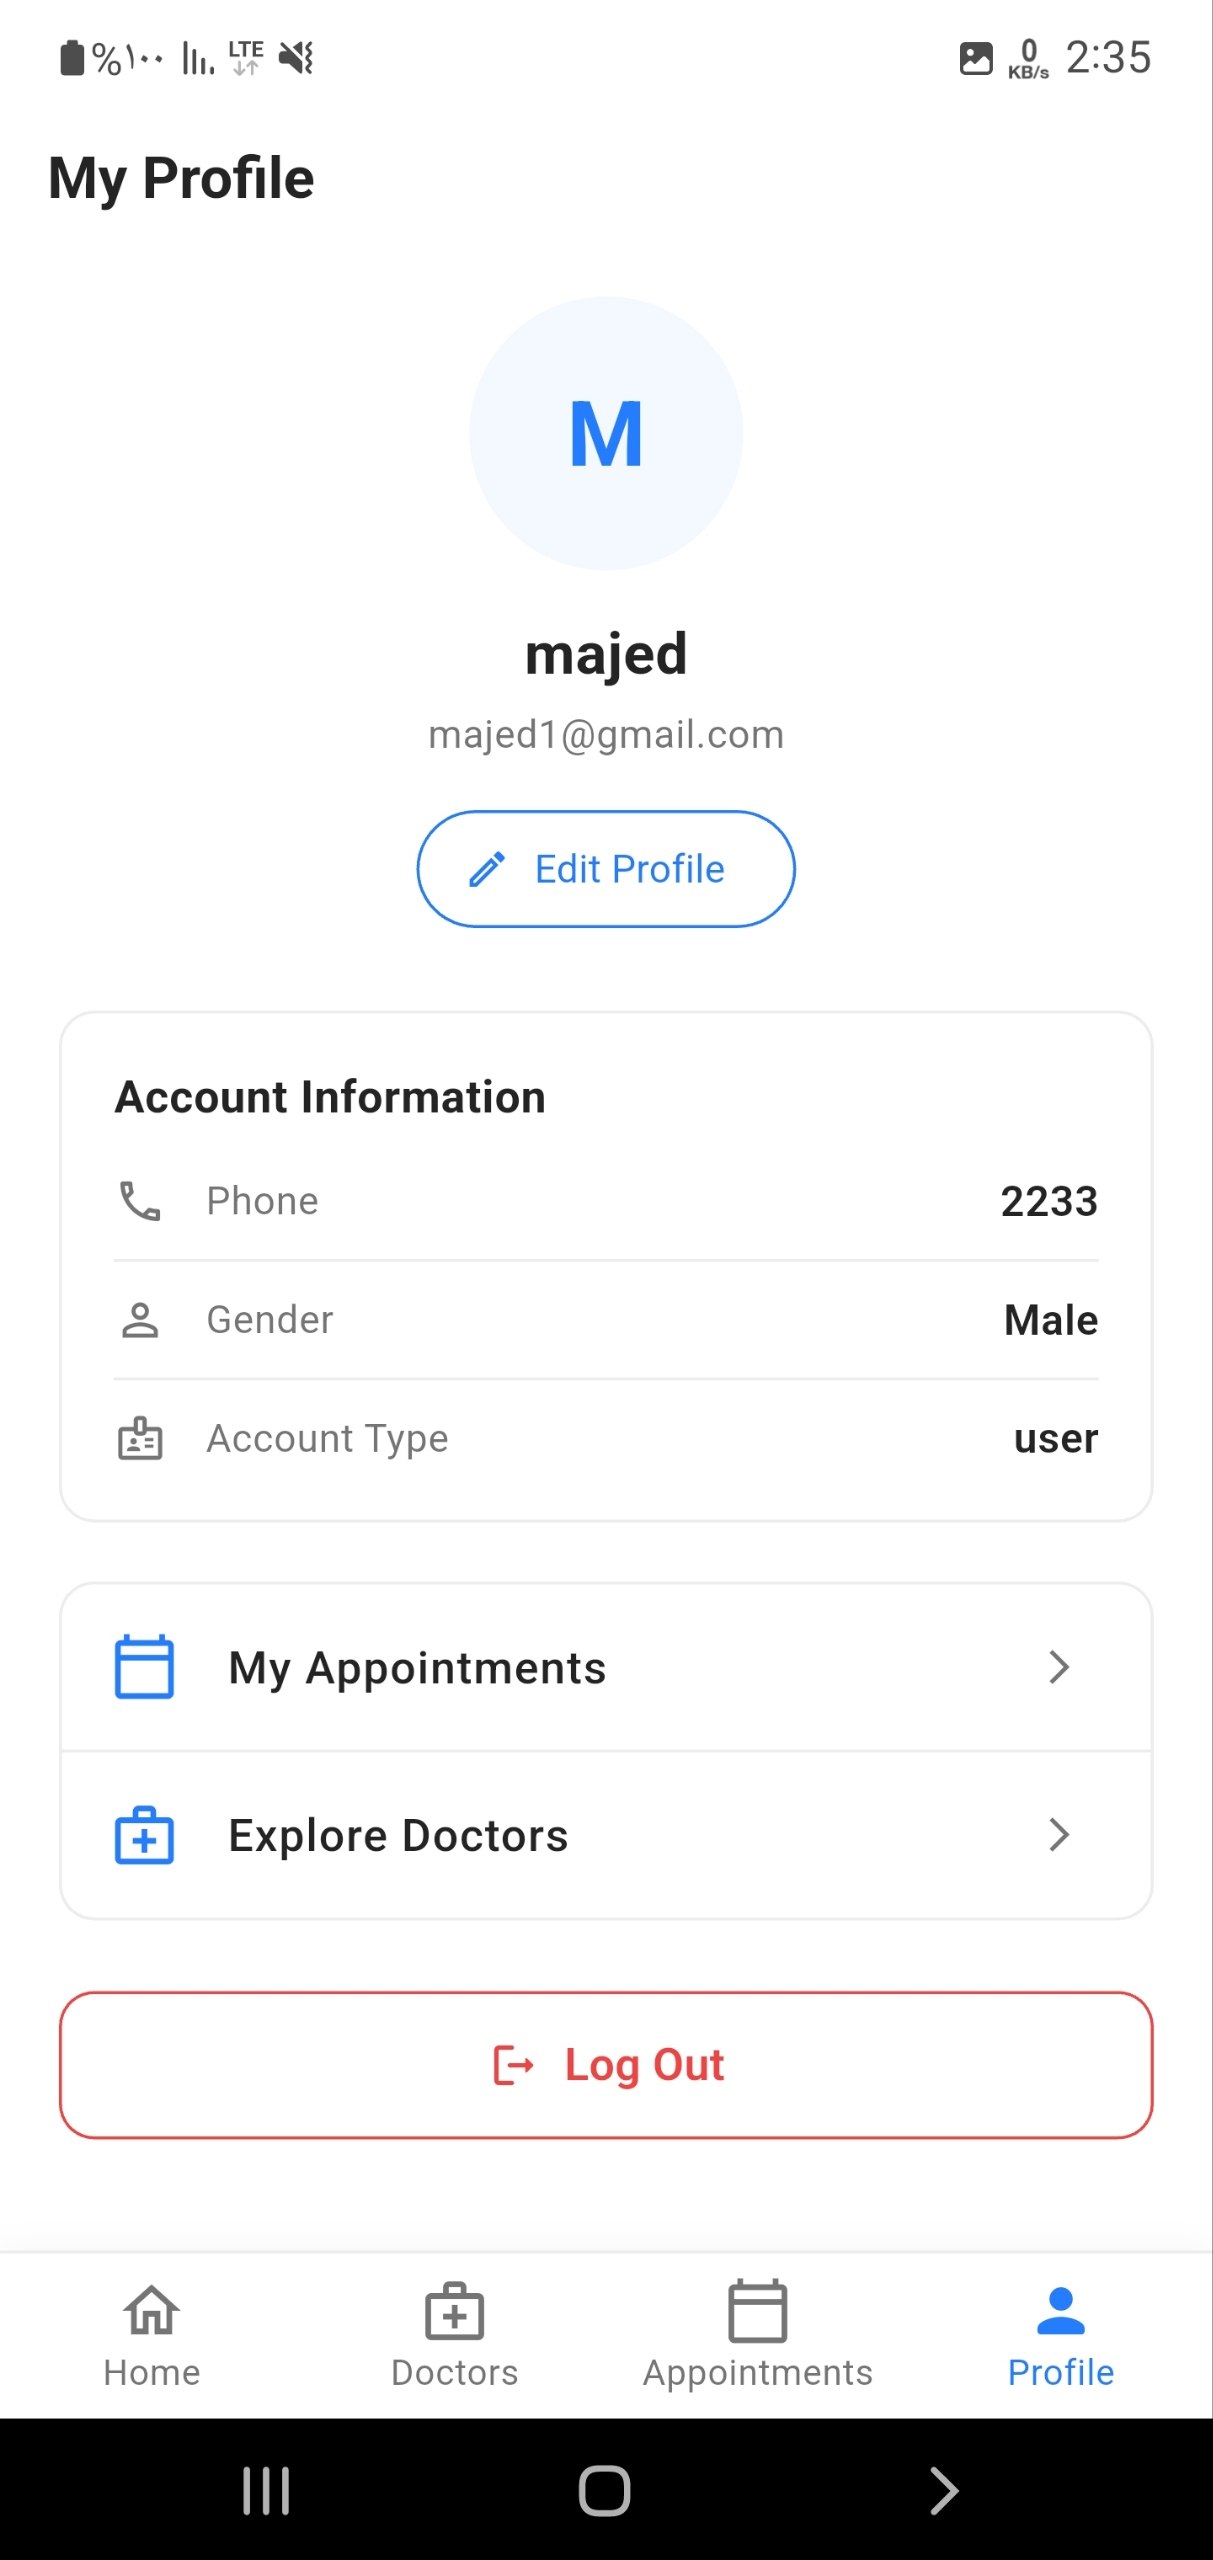 %١٠٠ LTE 0 KB/s 2:35
My Profile
M
majed
majed1@gmail.com
Edit Profile
Account Information
Phone 2233
Gender Male
Account Type user
My Appointments
Explore Doctors
Log Out
Home Doctors Appointments Profile